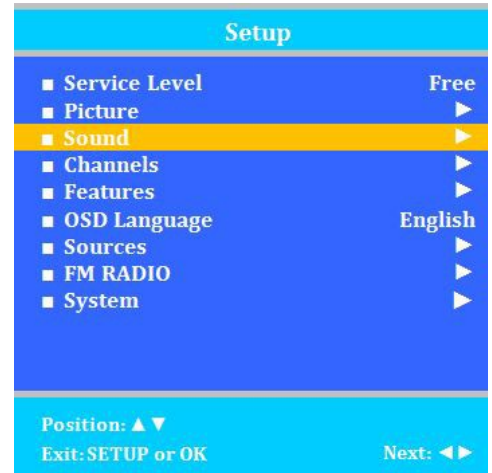 Setup
■ Service Level Free
■ Picture ▶
■ Sound ▶
■ Channels ▶
■ Features ▶
■ OSD Language English
■ Sources ▶
■ FM RADIO ▶
■ System ▶
Position: ▲ ▼
Exit: SETUP or OK Next: ◀ ▶